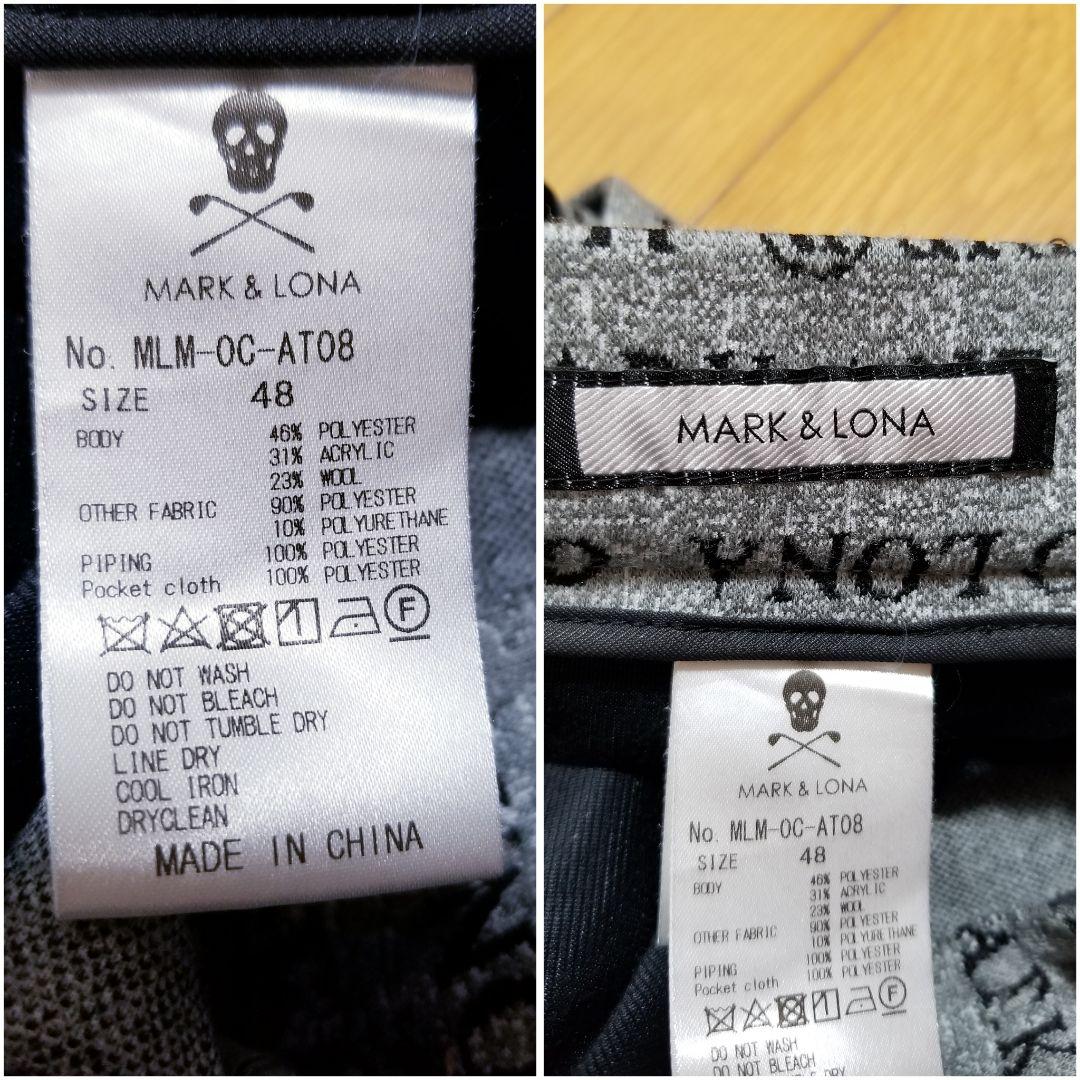 MARK & LONA
No. MLM-OC-AT08
SIZE 48
BODY 46% POLYESTER
31% ACRYLIC
23% WOOL
OTHER FABRIC 90% POLYESTER
10% POLYURETHANE
PIPING 100% POLYESTER
Pocket cloth 100% POLYESTER
F
DO NOT WASH
DO NOT BLEACH
DO NOT TUMBLE DRY
LINE DRY
COOL IRON
DRYCLEAN
MADE IN CHINA
MARK & LONA
MARK & LONA
No. MLM-OC-AT08
SIZE 48
BODY 46% POLYESTER
31% ACRYLIC
23% WOOL
OTHER FABRIC 90% POLYESTER
10% POLYURETHANE
PIPING 100% POLYESTER
Pocket cloth 100% POLYESTER
F
DO NOT WASH
DO NOT BLEACH